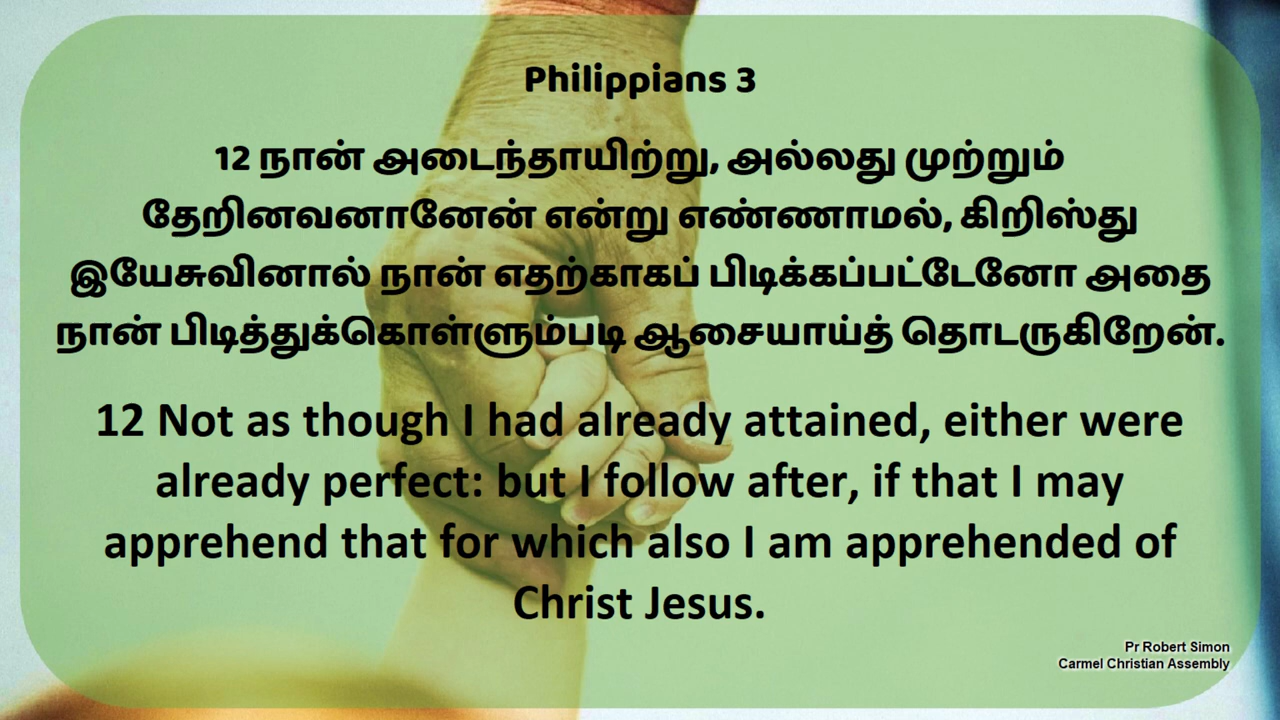 Philippians 3
12 நான் அடைந்தாயிற்று, அல்லது முற்றும்
தேறினவனானேன் என்று எண்ணாமல், கிறிஸ்து
இயேசுவினால் நான் எதற்காகப் பிடிக்கப்பட்டேனோ அதை
நான் பிடித்துக்கொள்ளும்படி ஆசையாய்த் தொடருகிறேன்.
12 Not as though I had already attained, either were
already perfect: but I follow after, if that I may
apprehend that for which also I am apprehended of
Christ Jesus.
Pr Robert Simon
Carmel Christian Assembly